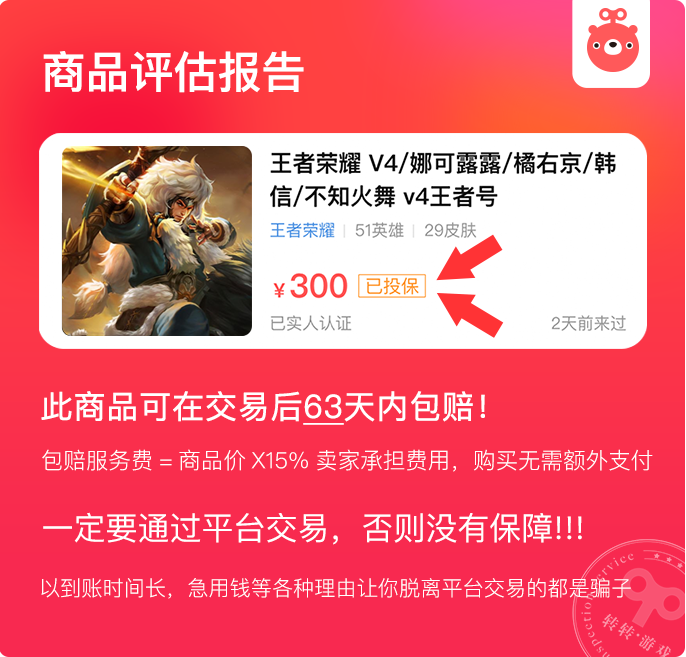 商品评估报告
王者荣耀 V4/娜可露露/橘右京/韩
信/不知火舞 v4王者号
王者荣耀 | 51英雄 | 29皮肤
¥300 已投保
已实人认证 2天前来过
此商品可在交易后63天内包赔！
包赔服务费 = 商品价 X15% 卖家承担费用，购买无需额外支付
一定要通过平台交易，否则没有保障!!!
以到账时间长，急用钱等各种理由让你脱离平台交易的都是骗子
转转·游戏